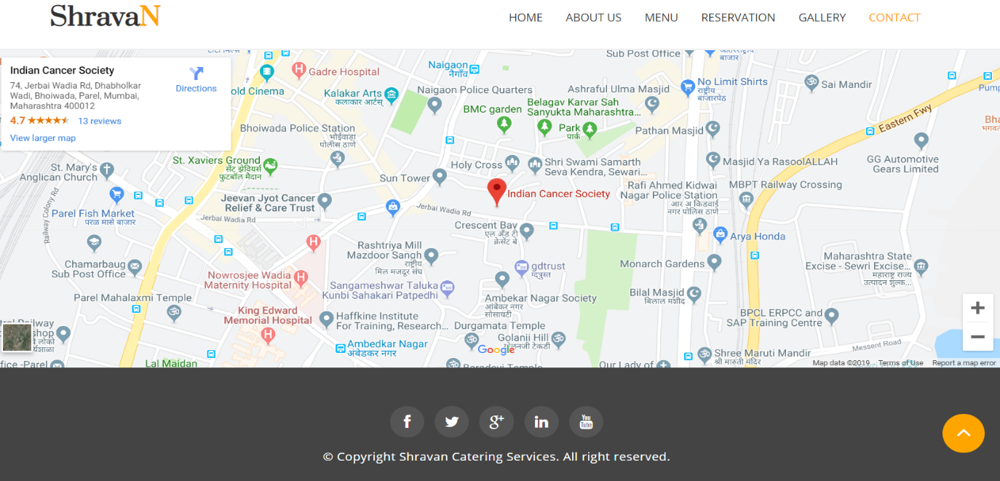 ShravaN
HOME ABOUT US MENU RESERVATION GALLERY CONTACT
Indian Cancer Society
74, Jerbai Wadia Rd, Dhabholkar
Wadi, Bhoiwada, Parel, Mumbai,
Maharashtra 400012
4.7 13 reviews
View larger map
Directions
Gadre Hospital
old Cinema
Naigaon
नैगाँव
Kalakar Arts
कलाकार आर्टस्
Naigaon Police Quarters
Sub Post Office
No Limit Shirts
राष्ट्रीय
बाजारपेठ
Sai Mandir
Ashraful Ulma Masjid
BMC garden
Belagav Karvar Sah
Sanyukta Maharashtra...
Park
पार्क
Pathan Masjid
Eastern Fwy
Bhoiwada Police Station
भोईवाडा
पोलीस ठाणे
St. Xaviers Ground
सेंट झेवियर्स
फुटबॉल मैदान
St. Mary's
Anglican Church
Holy Cross
Shri Swami Samarth
Seva Kendra, Sewari...
Masjid Ya RasoolALLAH
GG Automotive
Gears Limited
Sun Tower
Indian Cancer Society
Rafi Ahmed Kidwai
Nagar Police Station
आर अ किडवाई
नगर पोलिस ठाणे
MBPT Railway Crossing
Parel Fish Market
परळ मासे बाजार
Jeevan Jyot Cancer
Relief & Care Trust
Jerbai Wadia Rd
Jerbai Wadia Rd
Railway Colony Rd
Crescent Bay
एल अँड टी
क्रेसेंट बे
Arya Honda
Chamarbaug
Sub Post Office
Rashtriya Mill
Mazdoor Sangh
राष्ट्रीय
मिल मजदूर संघ
gdtrust
Monarch Gardens
Maharashtra State
Excise - Sewri Excise...
महाराष्ट्र राज्य
उत्पादन शुल्क...
Nowrosjee Wadia
Maternity Hospital
Sangameshwar Taluka
Kunbi Sahakari Patpedhi
Parel Mahalaxmi Temple
Ambekar Nagar Society
आंबेकर नगर
सोसायटी
Bilal Masjid
बिलाल मशीद
King Edward
Memorial Hospital
Haffkine Institute
For Training, Research...
Durgamata Temple
BPCL ERPCC and
SAP Training Centre
Golanji Hill
Ambedkar Nagar
आंबेडकर नगर
Google
Shree Maruti Mandir
श्री मारुती मंदिर
Messent Road
Lal Maidan
Our Lady of
Map data ©2019 Terms of Use Report a map error
f g+ in You Tube
© Copyright Shravan Catering Services. All right reserved.